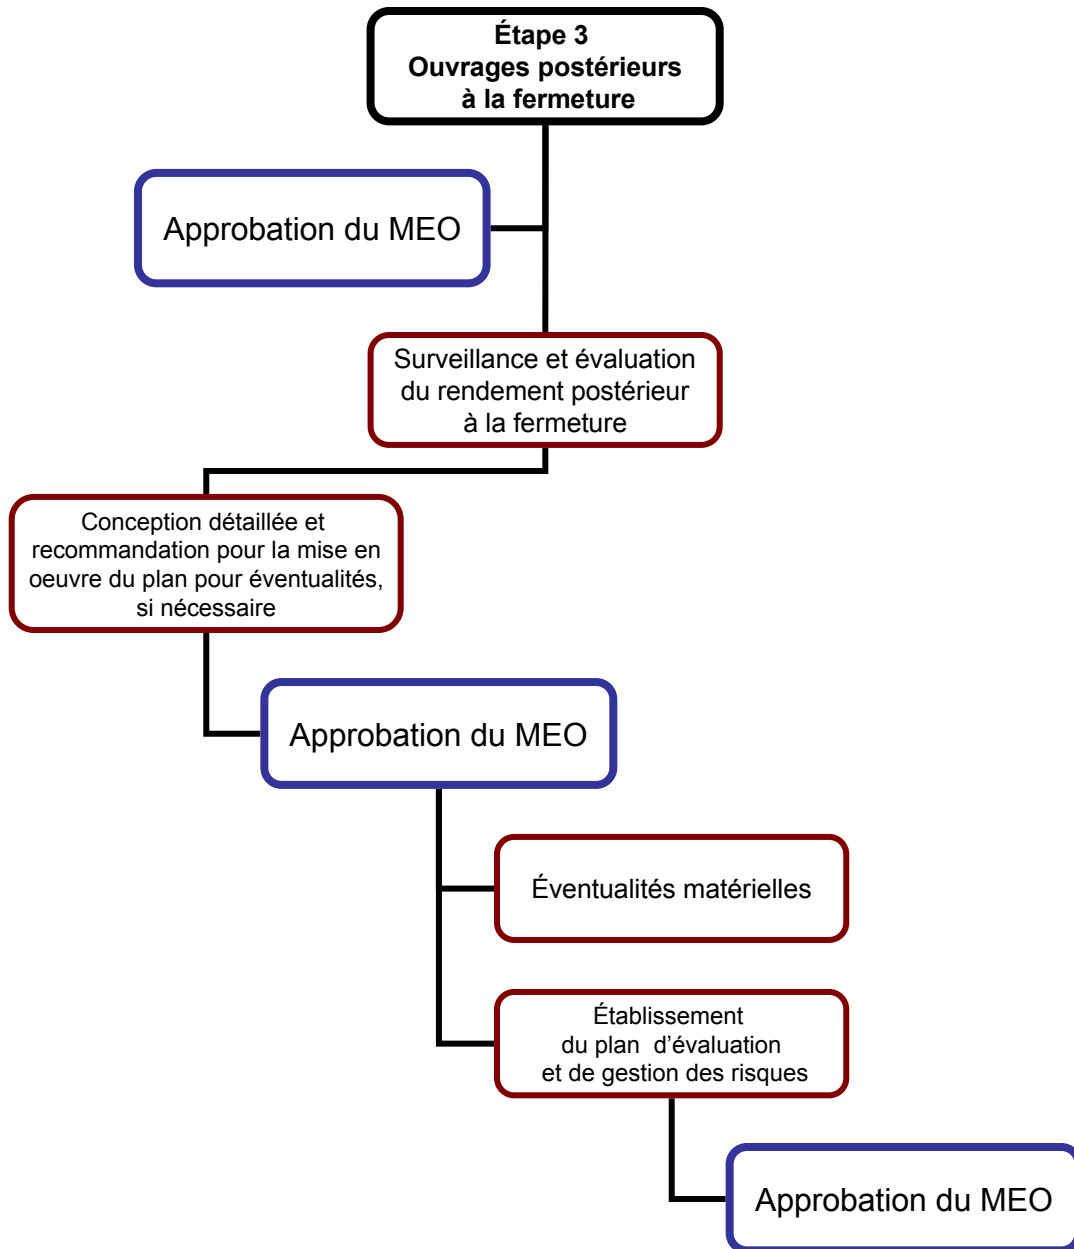 Étape 3
Ouvrages postérieurs
à la fermeture
Approbation du MEO
Surveillance et évaluation
du rendement postérieur
à la fermeture
Conception détaillée et
recommandation pour la mise en
oeuvre du plan pour éventualités,
si nécessaire
Approbation du MEO
Éventualités matérielles
Établissement
du plan d’évaluation
et de gestion des risques
Approbation du MEO